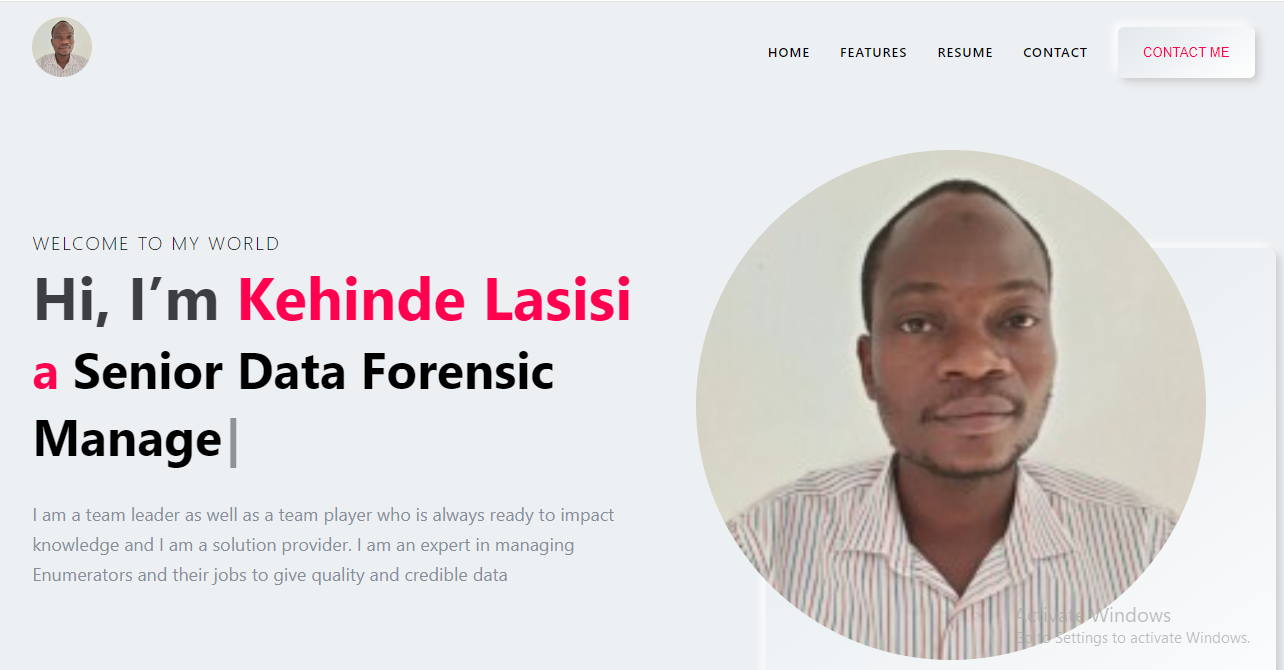 HOME FEATURES RESUME CONTACT CONTACT ME
WELCOME TO MY WORLD
Hi, I’m Kehinde Lasisi
a Senior Data Forensic
Manage|
I am a team leader as well as a team player who is always ready to impact
knowledge and I am a solution provider. I am an expert in managing
Enumerators and their jobs to give quality and credible data
Activate Windows
Go to Settings to activate Windows.